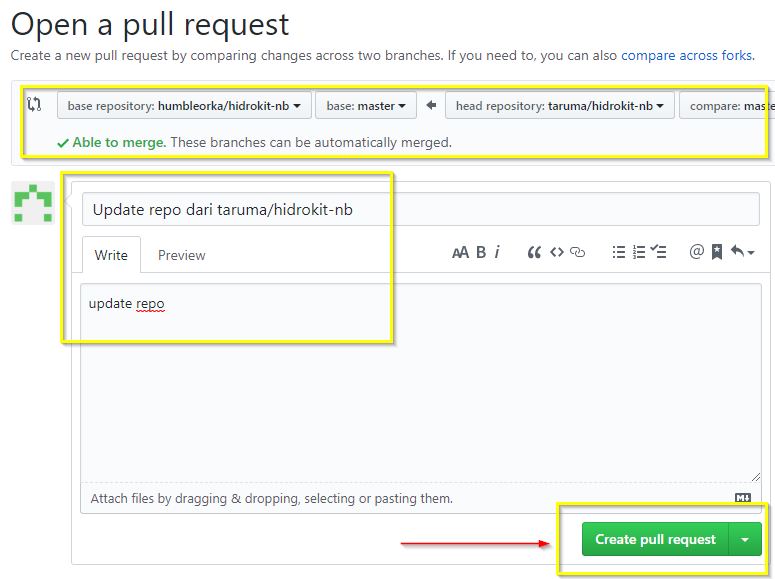 Open a pull request
Create a new pull request by comparing changes across two branches. If you need to, you can also compare across forks.
base repository: humbleorka/hidrokit-nb base: master head repository: taruma/hidrokit-nb compare:
Able to merge. These branches can be automatically merged.
Update repo dari taruma/hidrokit-nb
Write Preview
AA B i @
update repo
Attach files by dragging & dropping, selecting or pasting them.
Create pull request